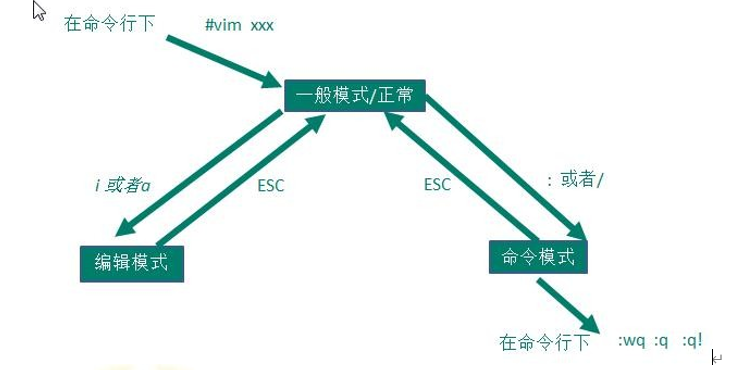 在命令行下 #vim xxx
一般模式/正常
i 或者a
ESC
ESC
: 或者/
编辑模式
命令模式
在命令行下 :wq :q :q!